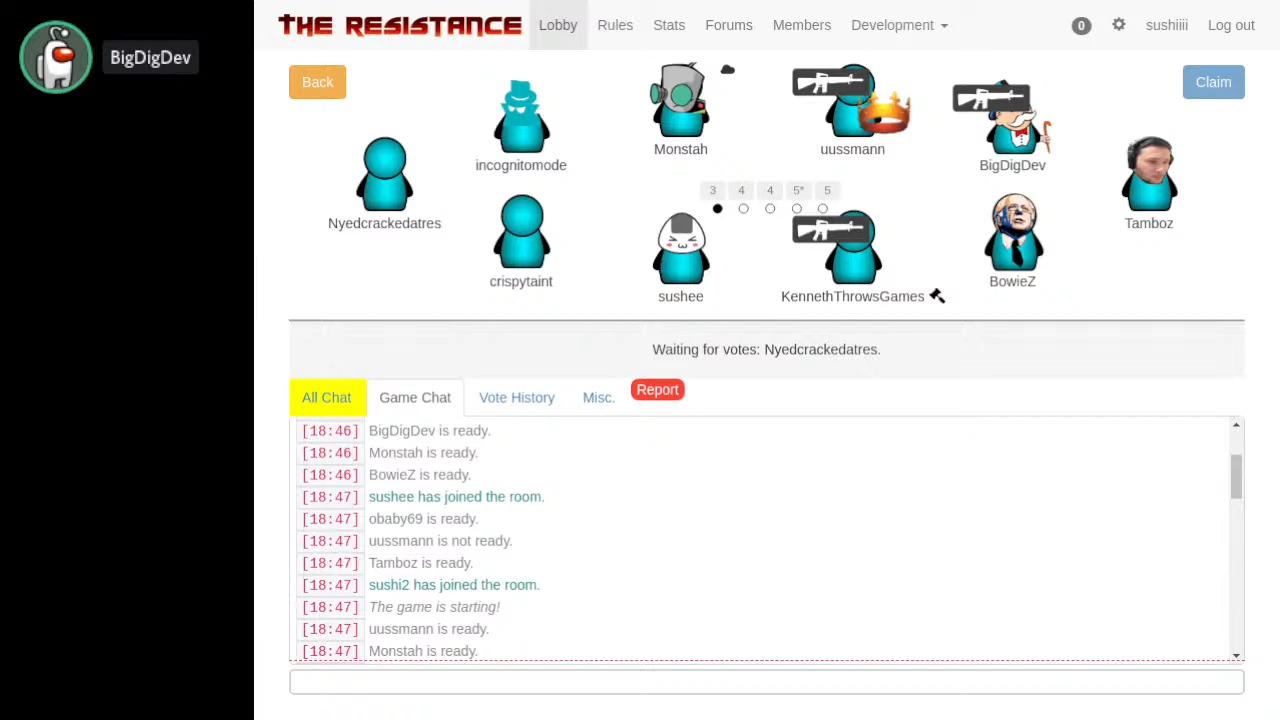 BigDigDev
THE RESISTANCE Lobby Rules Stats Forums Members Development 0 sushiiii Log out
Back
Claim
Monstah
uussmann
incognitomode
BigDigDev
3 4 4 5* 5
Nyedcrackedatres
Tamboz
crispytaint
BowieZ
sushee
KennethThrowsGames
Waiting for votes: Nyedcrackedatres.
All Chat Game Chat Vote History Misc. Report
[18:46] BigDigDev is ready.
[18:46] Monstah is ready.
[18:46] BowieZ is ready.
[18:47] sushee has joined the room.
[18:47] obaby69 is ready.
[18:47] uussmann is not ready.
[18:47] Tamboz is ready.
[18:47] sushi2 has joined the room.
[18:47] The game is starting!
[18:47] uussmann is ready.
[18:47] Monstah is ready.